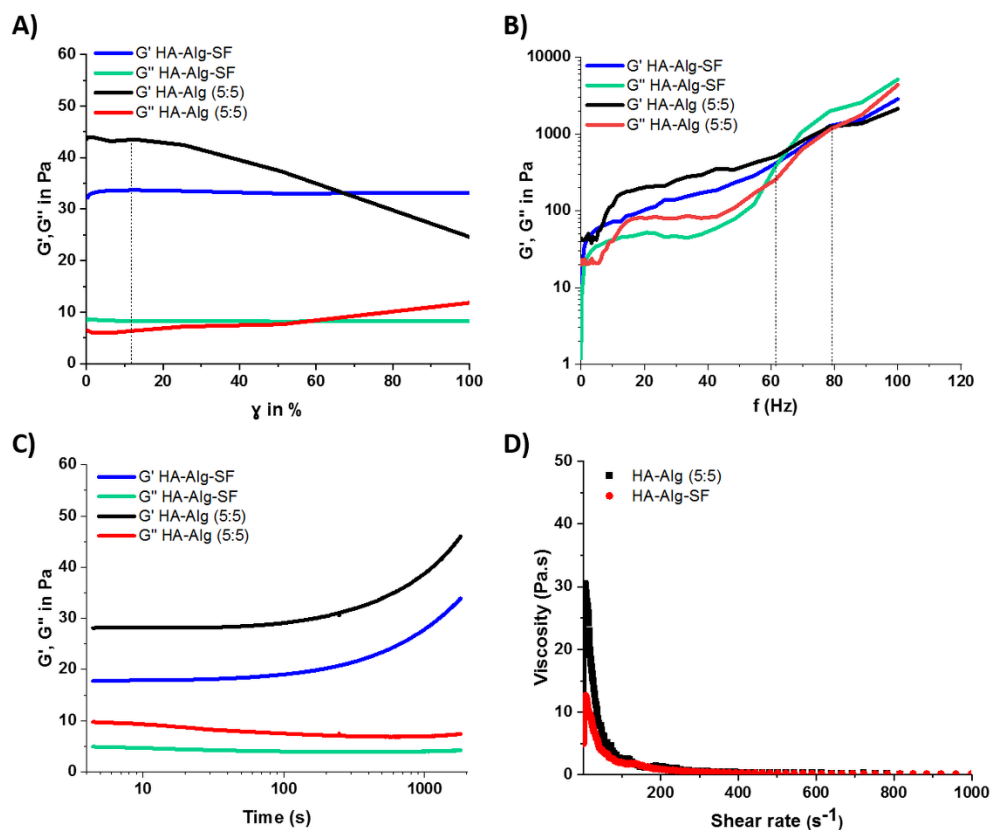 A)
60
50
40
30
20
10
0
G',G'' in Pa
G' HA-Alg-SF
G'' HA-Alg-SF
G' HA-Alg (5:5)
G'' HA-Alg (5:5)
0 20 40 60 80 100
ɣ in %
B)
10000
1000
100
10
1
G', G'' in Pa
G' HA-Alg-SF
G'' HA-Alg-SF
G' HA-Alg (5:5)
G'' HA-Alg (5:5)
0 20 40 60 80 100 120
f (Hz)
C)
60
50
40
30
20
10
0
G', G'' in Pa
G' HA-Alg-SF
G'' HA-Alg-SF
G' HA-Alg (5:5)
G'' HA-Alg (5:5)
10 100 1000
Time (s)
D)
50
40
30
20
10
0
Viscosity (Pa.s)
HA-Alg (5:5)
HA-Alg-SF
200 400 600 800 1000
Shear rate (s⁻¹)